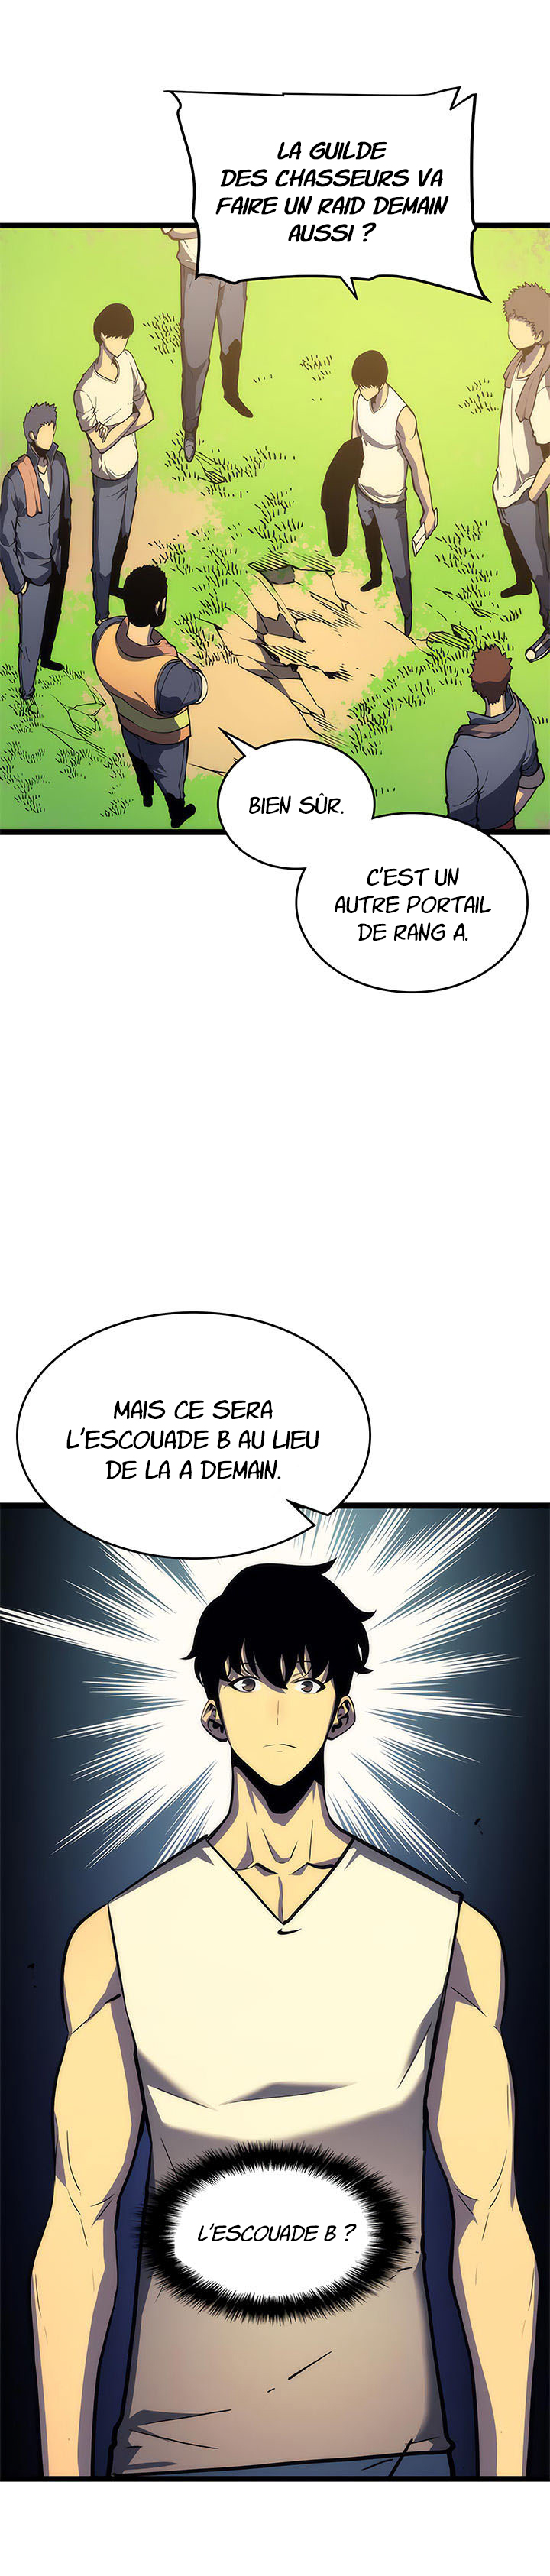 LA GUILDE
DES CHASSEURS VA
FAIRE UN RAID DEMAIN
AUSSI ?
BIEN SÛR.
C'EST UN
AUTRE PORTAIL
DE RANG A.
MAIS CE SERA
L'ESCOUADE B AU LIEU
DE LA A DEMAIN.
L'ESCOUADE B ?